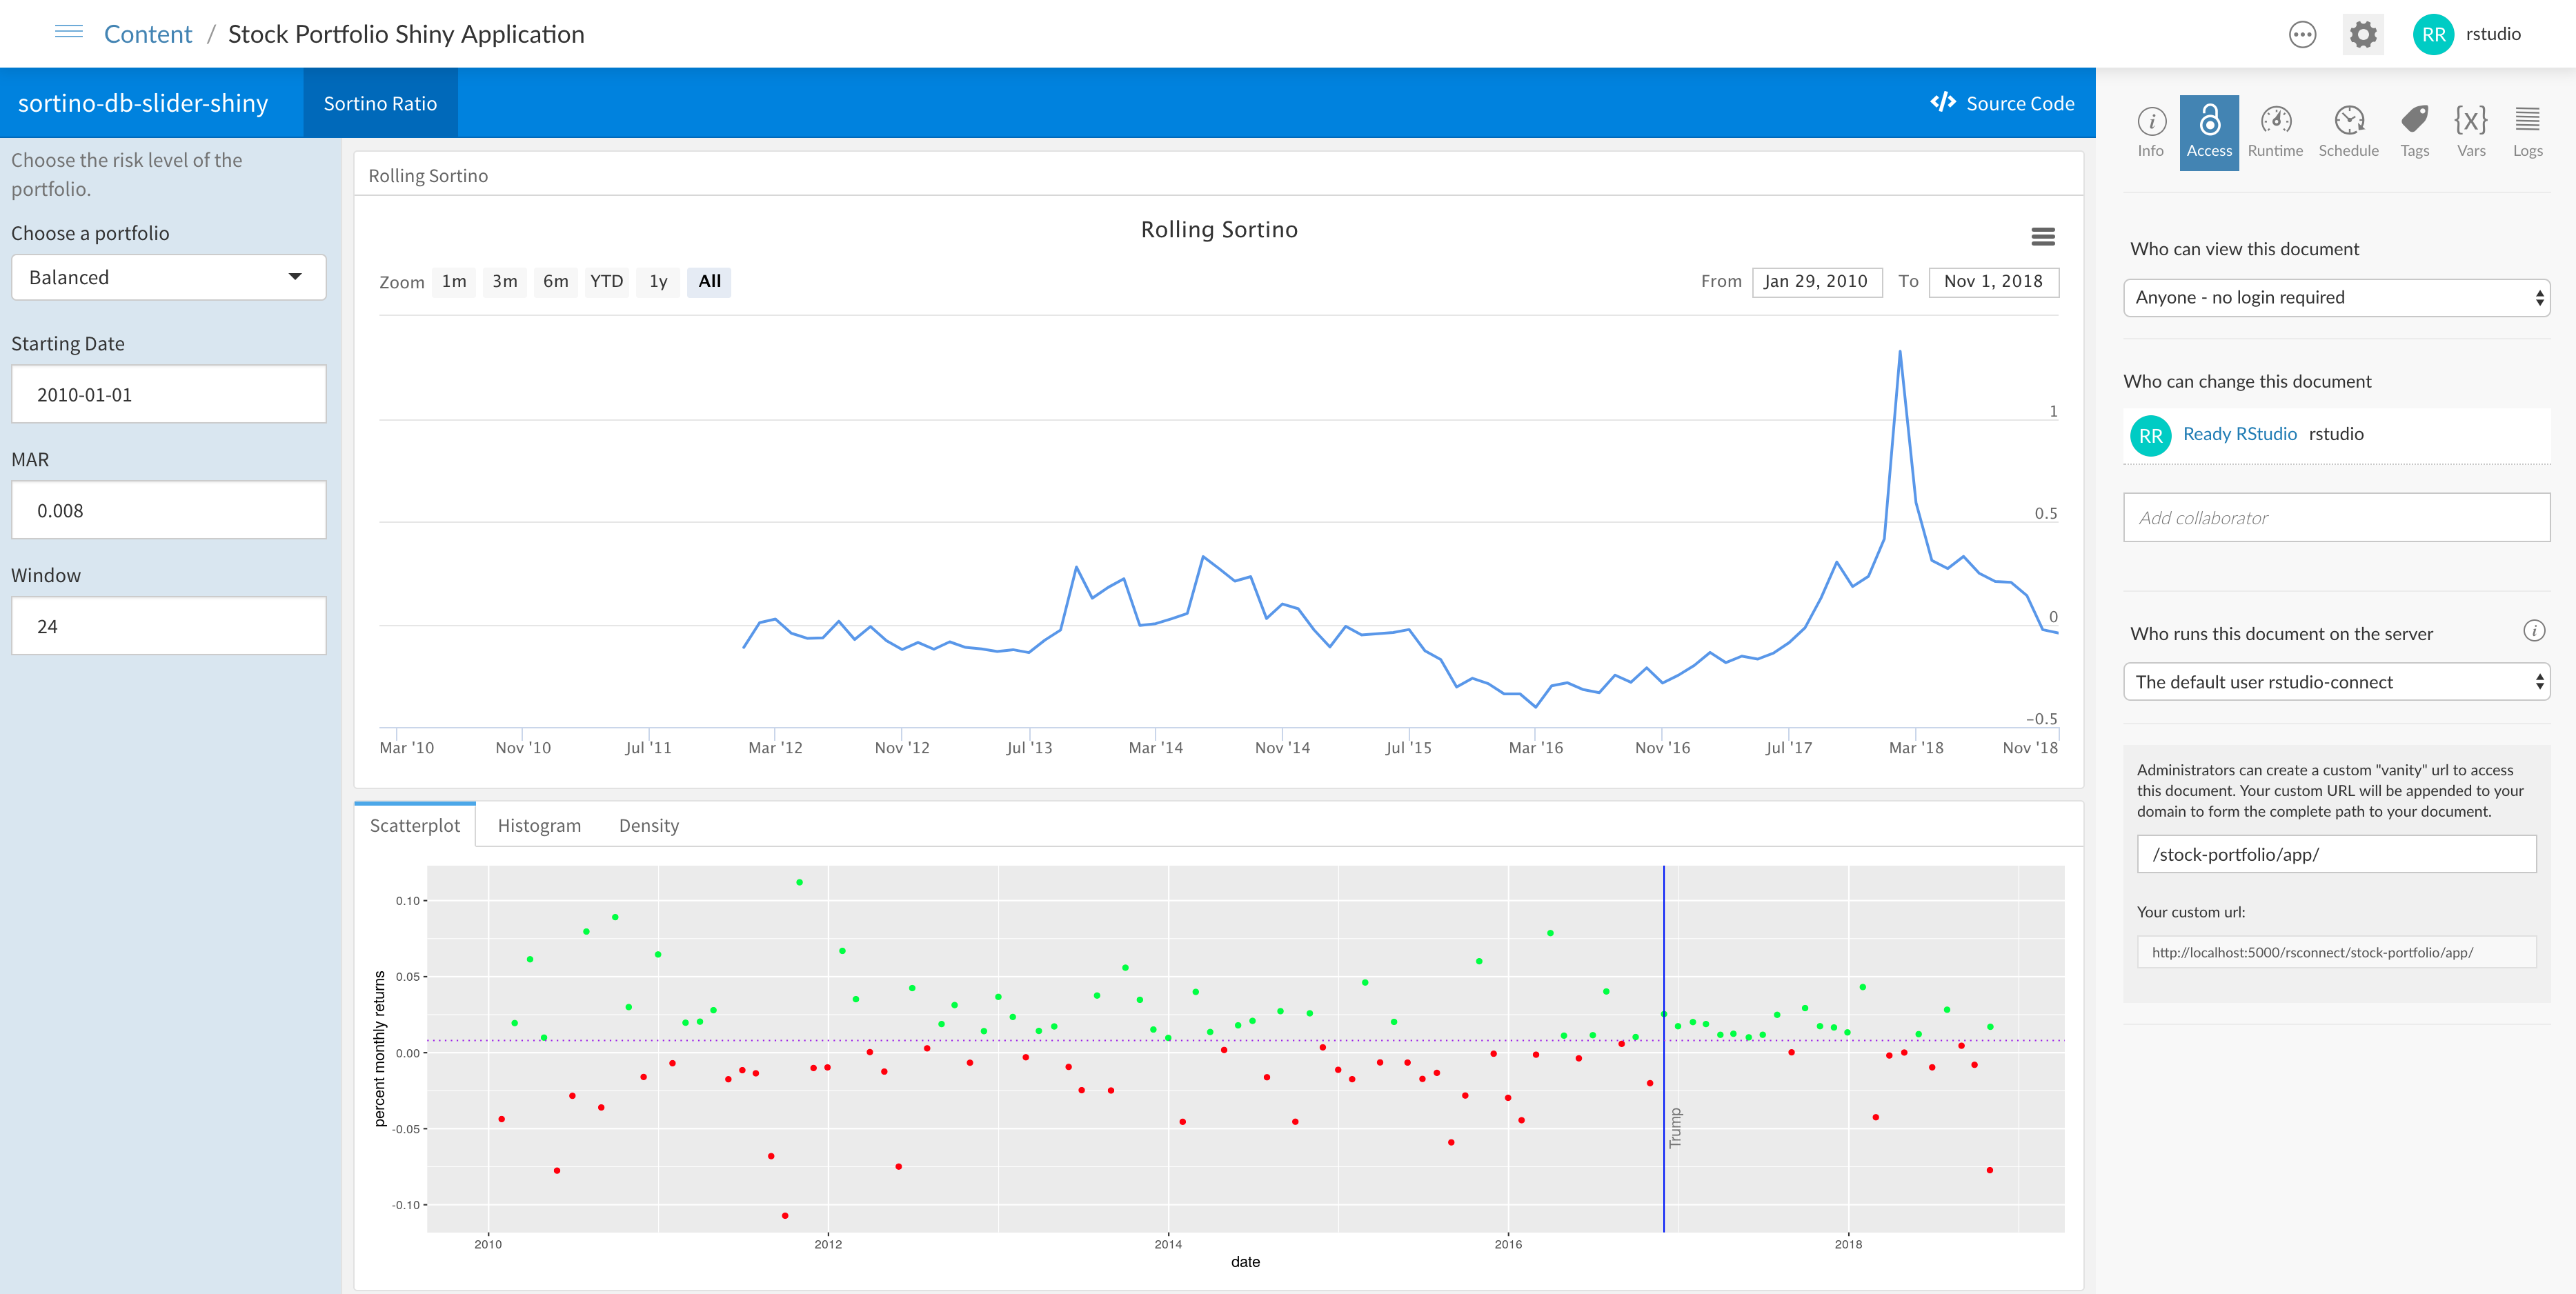 Content / Stock Portfolio Shiny Application
RR rstudio
sortino-db-slider-shiny
Sortino Ratio
</> Source Code
Choose the risk level of the
portfolio.
Choose a portfolio
Balanced
Starting Date
2010-01-01
MAR
0.008
Window
24
Rolling Sortino
Rolling Sortino
Zoom 1m 3m 6m YTD 1y All
From Jan 29, 2010 To Nov 1, 2018
1
0.5
0
-0.5
Mar '10 Nov '10 Jul '11 Mar '12 Nov '12 Jul '13 Mar '14 Nov '14 Jul '15 Mar '16 Nov '16 Jul '17 Mar '18 Nov '18
Scatterplot Histogram Density
percent monthly returns
0.10
0.05
0.00
-0.05
-0.10
Trump
2010 2012 2014 2016 2018
date
Info Access Runtime Schedule Tags {x} Vars Logs
Who can view this document
Anyone - no login required
Who can change this document
RR Ready RStudio rstudio
Add collaborator
Who runs this document on the server i
The default user rstudio-connect
Administrators can create a custom "vanity" url to access
this document. Your custom URL will be appended to your
domain to form the complete path to your document.
/stock-portfolio/app/
Your custom url:
http://localhost:5000/rsconnect/stock-portfolio/app/